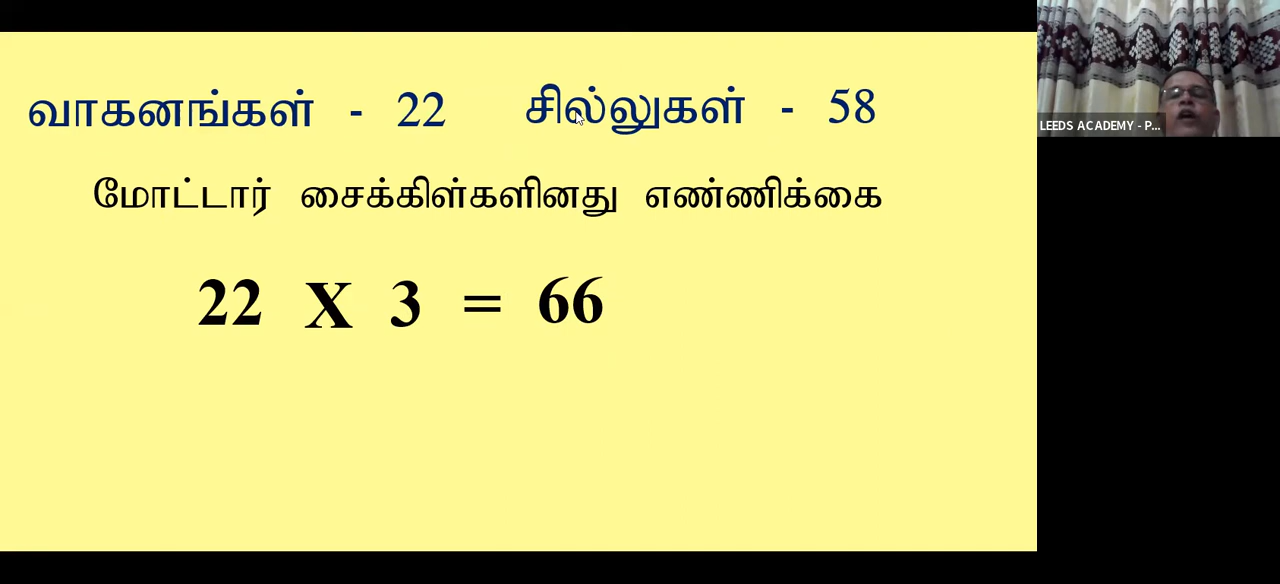 வாகனங்கள் - 22 சில்லுகள் - 58
மோட்டார் சைக்கிள்களினது எண்ணிக்கை
22 X 3 = 66
LEEDS ACADEMY - P...